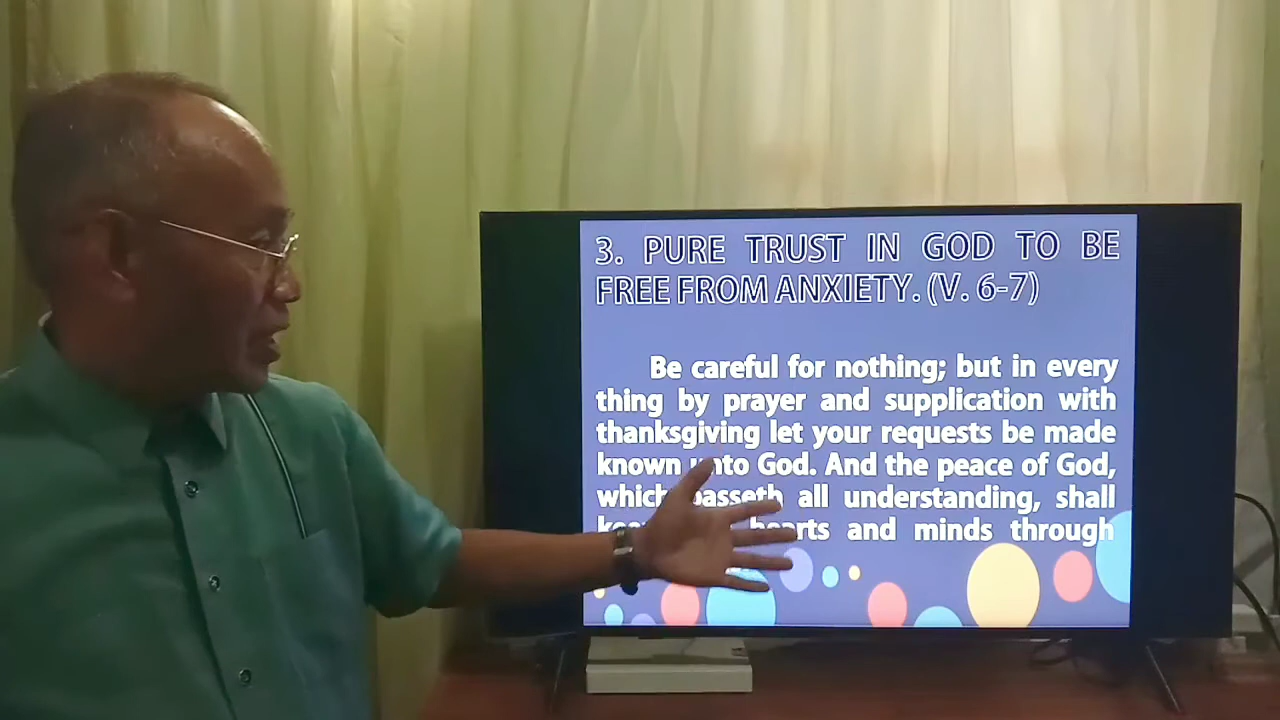 3. PURE TRUST IN GOD TO BE
FREE FROM ANXIETY. (V. 6-7)
Be careful for nothing; but in every
thing by prayer and supplication with
thanksgiving let your requests be made
known unto God. And the peace of God,
which passeth all understanding, shall
hearts and minds through